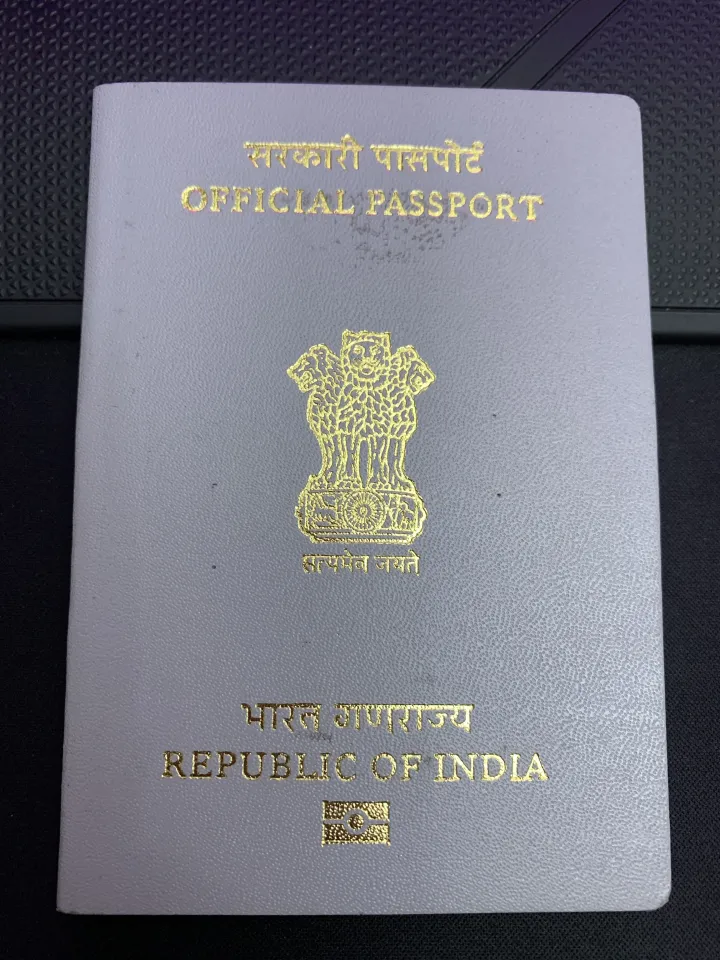 सरकारी पासपोर्ट
OFFICIAL PASSPORT
सत्यमेव जयते
भारत गणराज्य
REPUBLIC OF INDIA